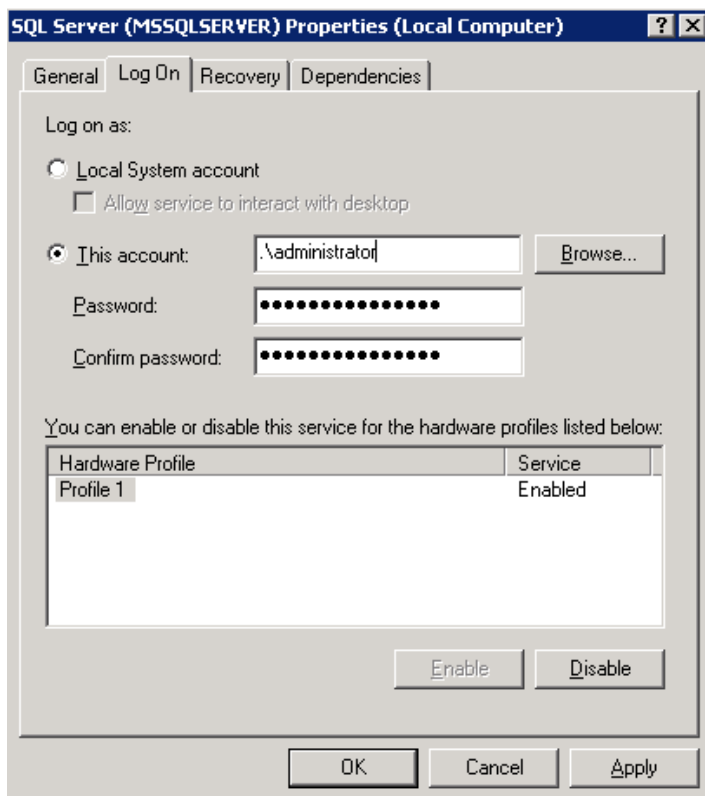 SQL Server (MSSQLSERVER) Properties (Local Computer)
General Log On Recovery Dependencies
Log on as:
Local System account
Allow service to interact with desktop
This account: .\administrator Browse...
Password: ●●●●●●●●●●●●●●●
Confirm password: ●●●●●●●●●●●●●●●
You can enable or disable this service for the hardware profiles listed below:
Hardware Profile Service
Profile 1 Enabled
Enable Disable
OK Cancel Apply